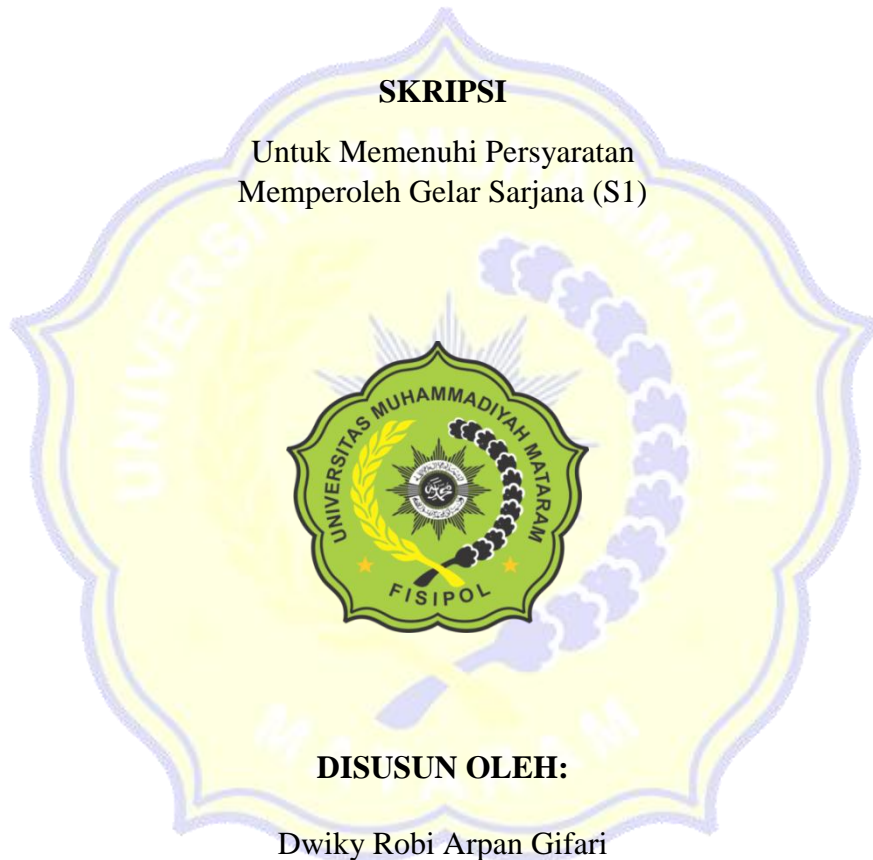 SKRIPSI
Untuk Memenuhi Persyaratan
Memperoleh Gelar Sarjana (S1)
UNIVERSITAS MUHAMMADIYAH MATARAM
FISIPOL
DISUSUN OLEH:
Dwiky Robi Arpan Gifari